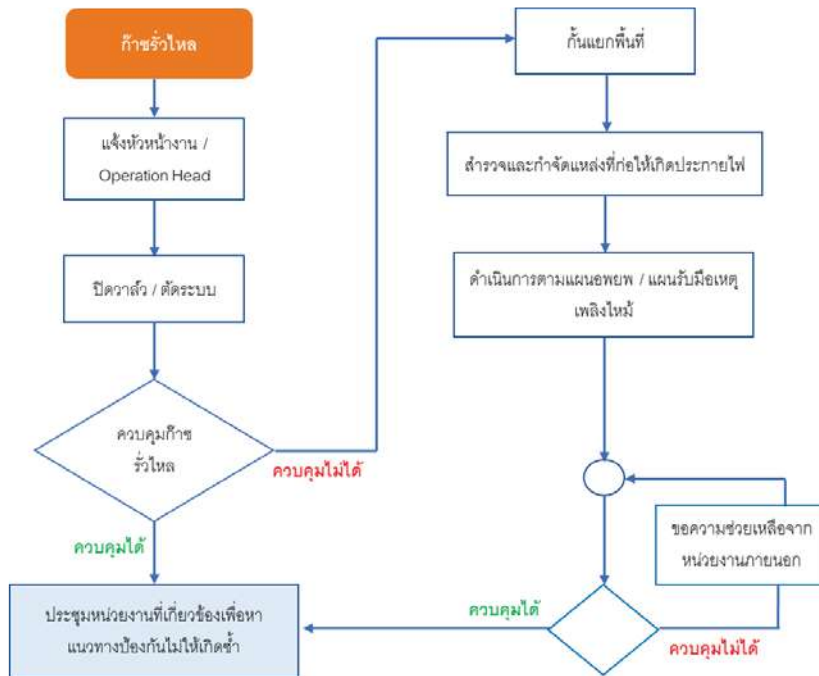 ก๊าซรั่วไหล
แจ้งหัวหน้างาน /
Operation Head
ปิดวาล์ว / ตัดระบบ
ควบคุมก๊าซ
รั่วไหล
ควบคุมไม่ได้
ควบคุมได้
ประชุมหน่วยงานที่เกี่ยวข้องเพื่อหา
แนวทางป้องกันไม่ให้เกิดซ้ำ
กั้นแยกพื้นที่
สำรวจและกำจัดแหล่งที่ก่อให้เกิดประกายไฟ
ดำเนินการตามแผนอพยพ / แผนรับมือเหตุ
เพลิงไหม้
ขอความช่วยเหลือจาก
หน่วยงานภายนอก
ควบคุมได้
ควบคุมไม่ได้